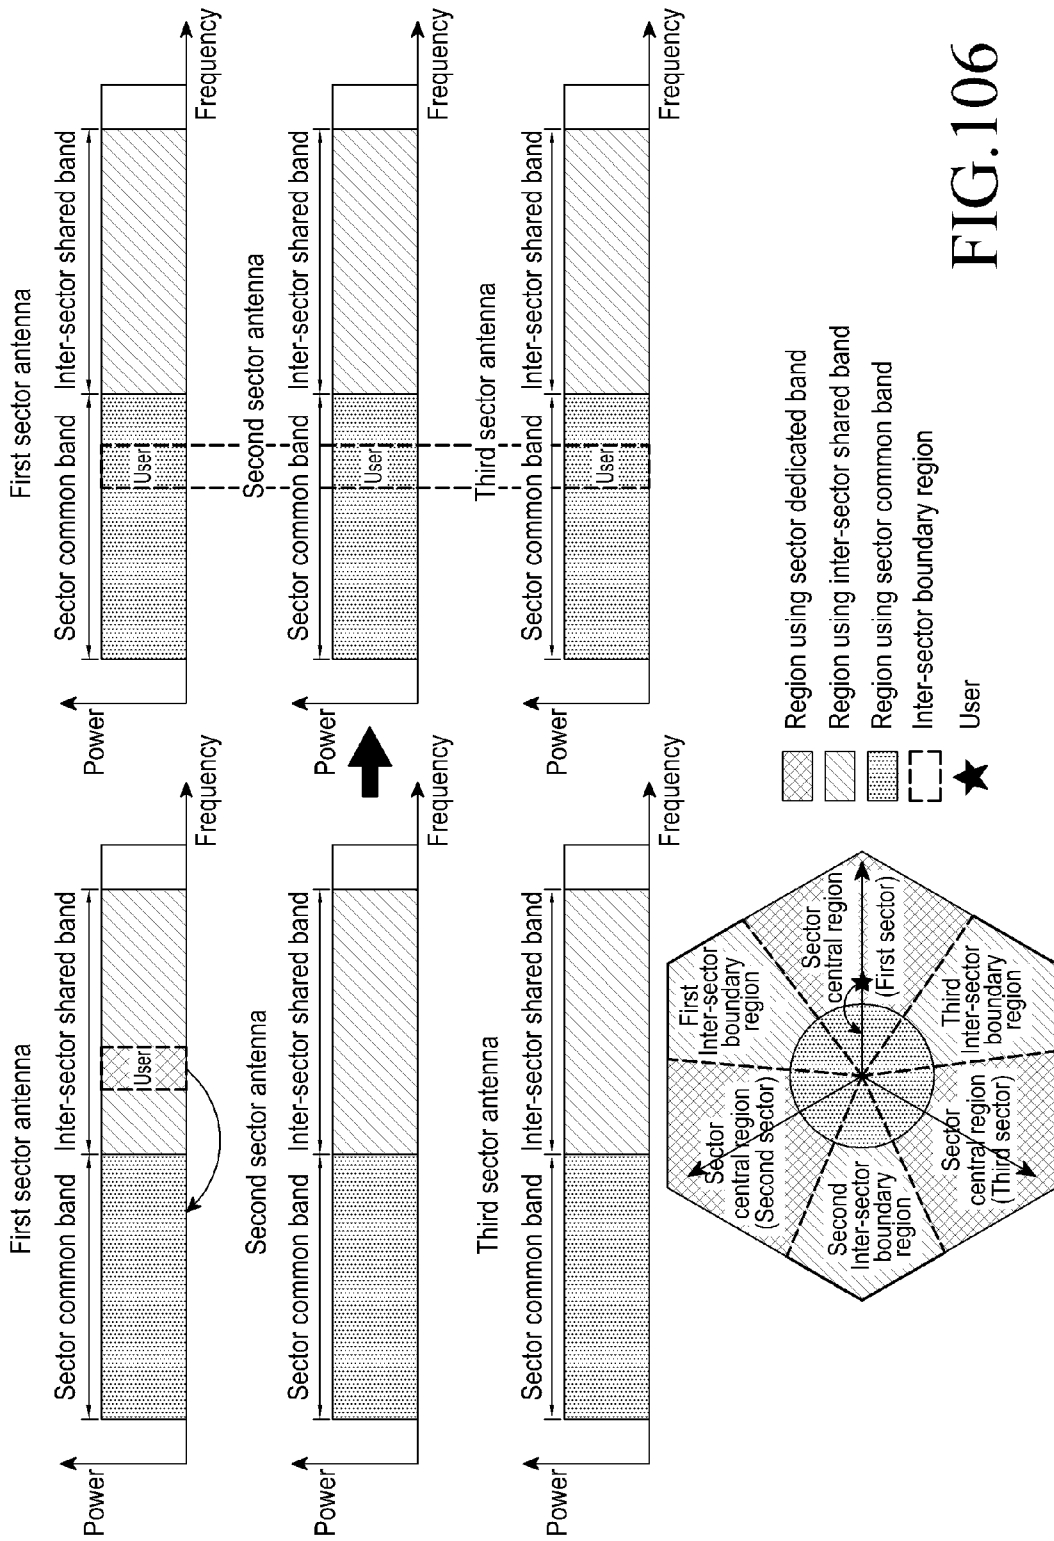 First sector antenna
Power
Sector common band
Inter-sector shared band
User
Frequency
Second sector antenna
Power
Sector common band
Inter-sector shared band
Frequency
Third sector antenna
Power
Sector common band
Inter-sector shared band
Frequency
First sector antenna
Power
Sector common band
Inter-sector shared band
User
Frequency
Second sector antenna
Power
Sector common band
Inter-sector shared band
User
Frequency
Third sector antenna
Power
Sector common band
Inter-sector shared band
User
Frequency
First
Inter-sector
boundary
region
Sector
central region
(First sector)
Third
Inter-sector
boundary
region
Sector
central region
(Second sector)
Second
Inter-sector
boundary
region
Sector
central region
(Third sector)
Region using sector dedicated band
Region using inter-sector shared band
Region using sector common band
Inter-sector boundary region
User
FIG.106